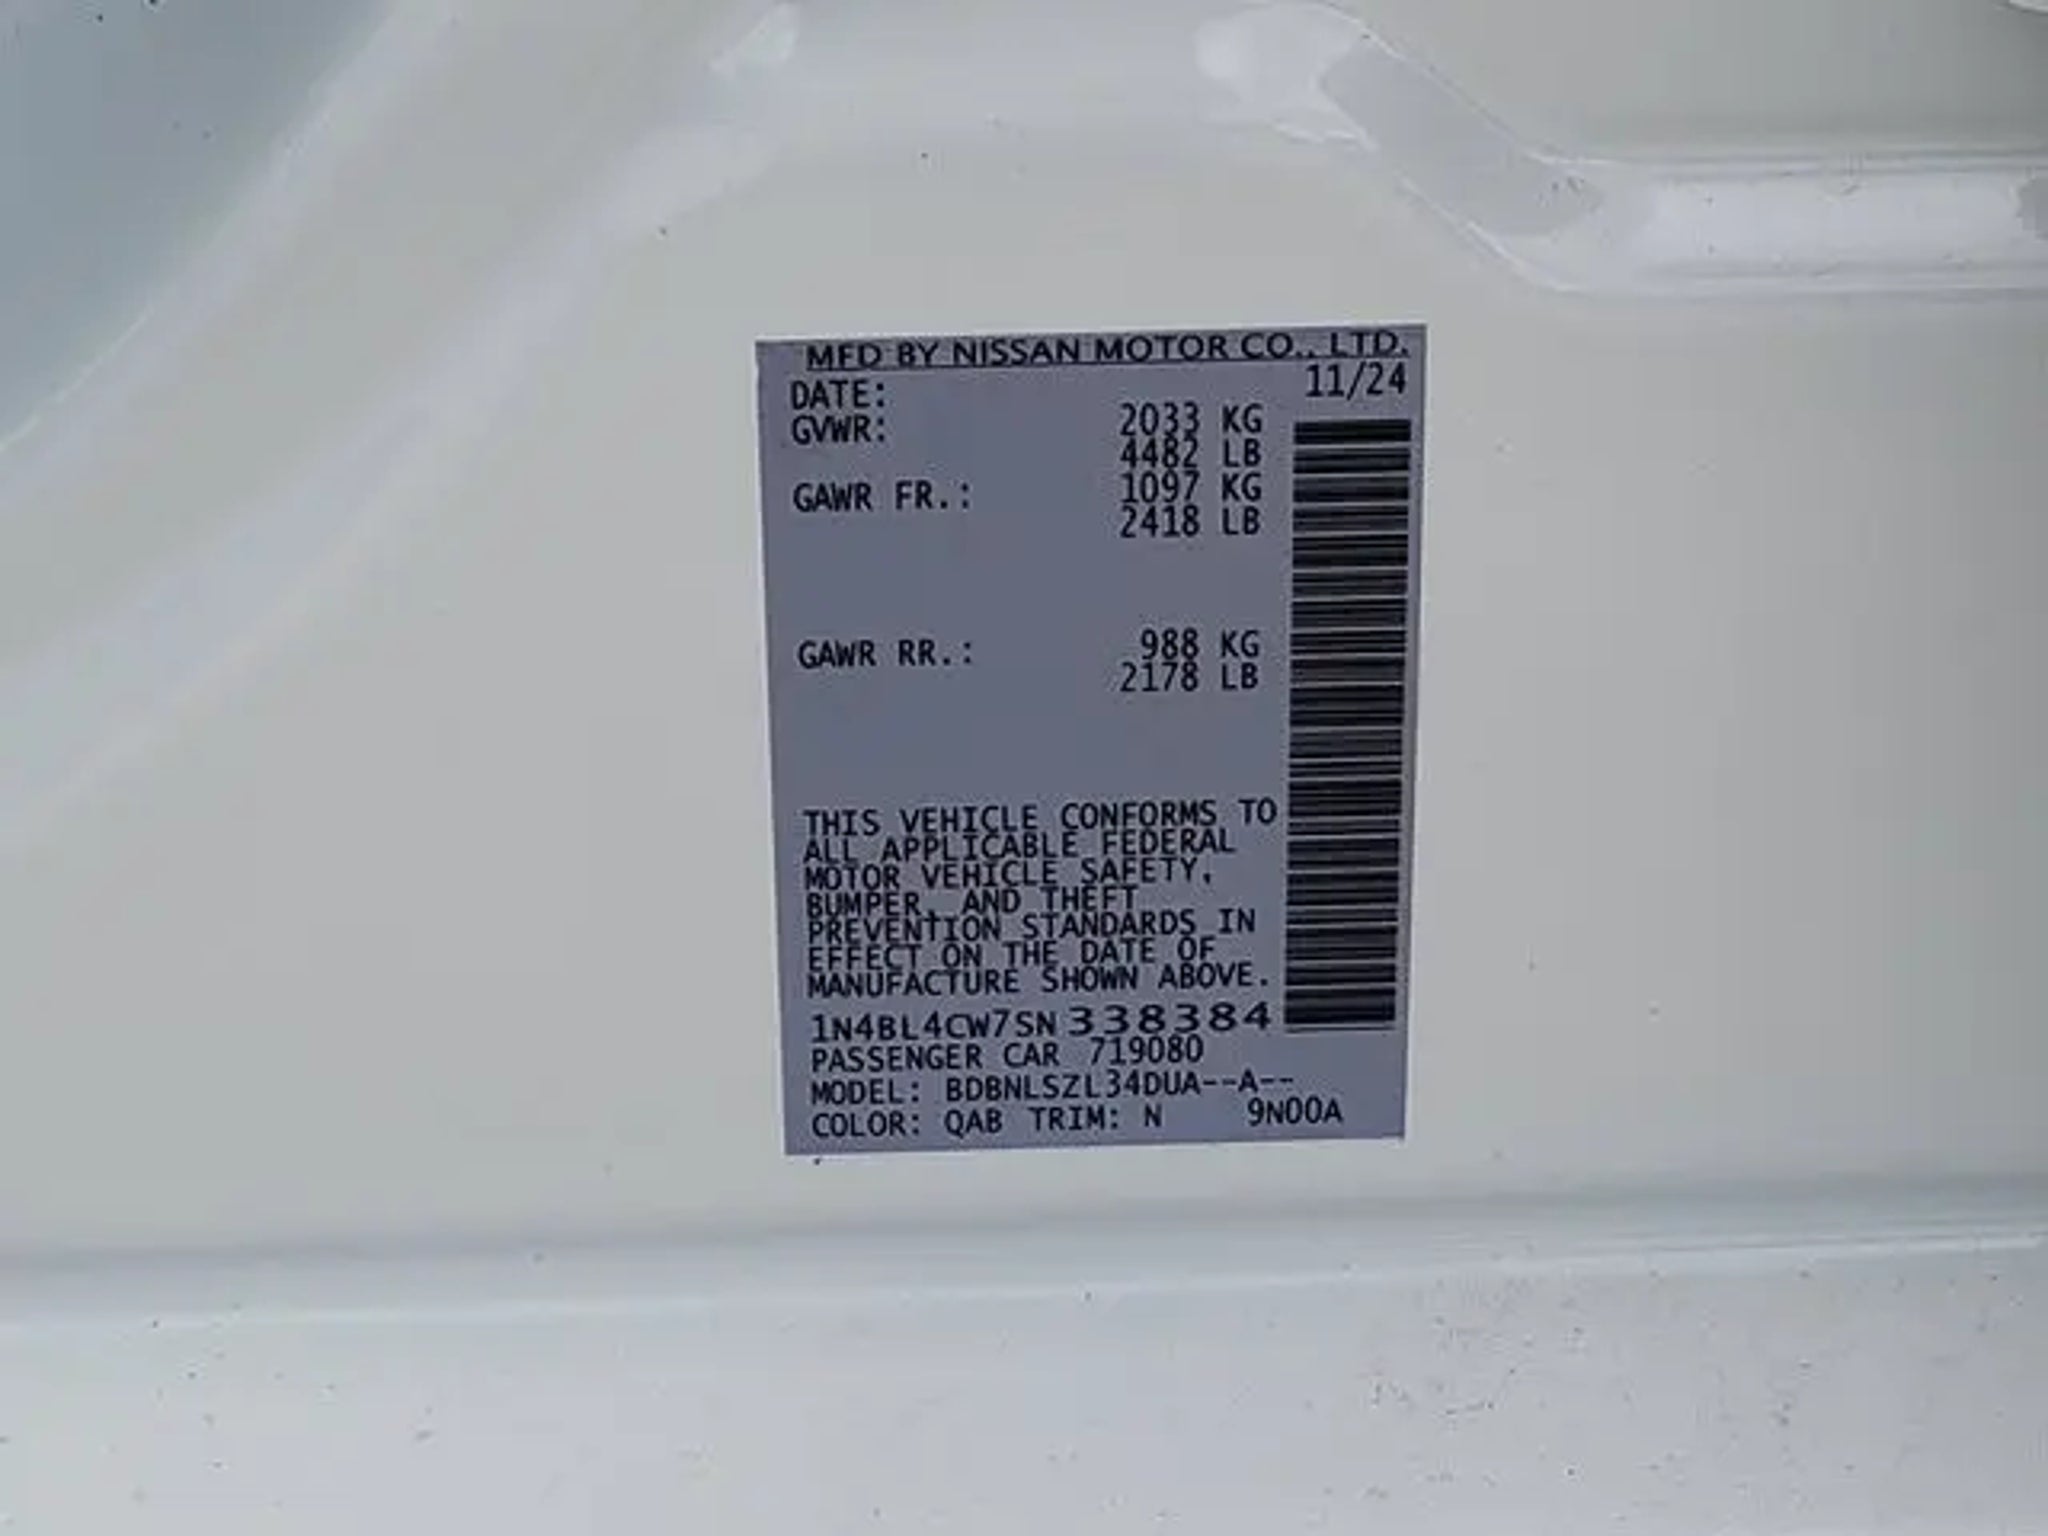 MFD BY NISSAN MOTOR CO., LTD.
DATE: 11/24
GVWR: 2033 KG
4482 LB
GAWR FR.: 1097 KG
2418 LB
GAWR RR.: 988 KG
2178 LB
THIS VEHICLE CONFORMS TO
ALL APPLICABLE FEDERAL
MOTOR VEHICLE SAFETY,
BUMPER, AND THEFT
PREVENTION STANDARDS IN
EFFECT ON THE DATE OF
MANUFACTURE SHOWN ABOVE.
1N4BL4CW7SN338384
PASSENGER CAR 719080
MODEL: BDBNLSZL34DUA--A--
COLOR: QAB TRIM: N 9N00A